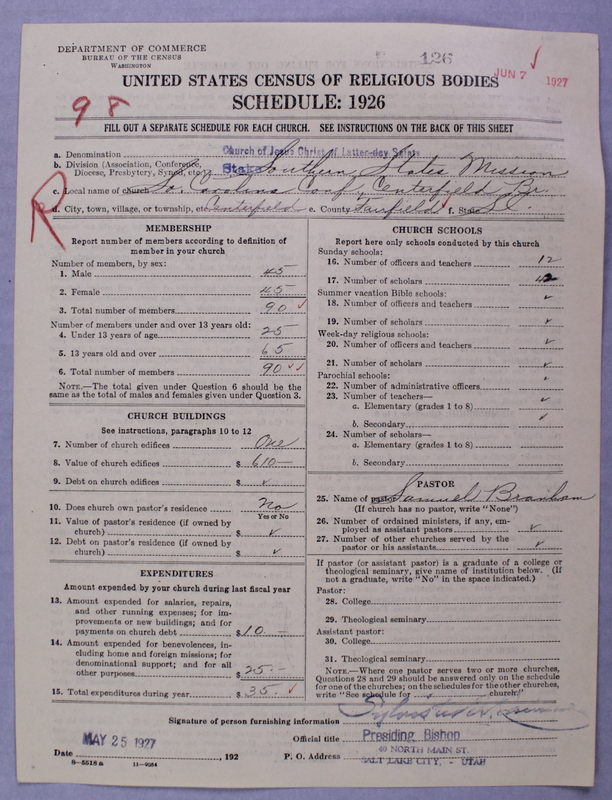 DEPARTMENT OF COMMERCE
BUREAU OF THE CENSUS
WASHINGTON
126
JUN 7 1927
UNITED STATES CENSUS OF RELIGIOUS BODIES
SCHEDULE: 1926
98
FILL OUT A SEPARATE SCHEDULE FOR EACH CHURCH. SEE INSTRUCTIONS ON THE BACK OF THIS SHEET
R
a. Denomination Church of Jesus Christ of Latter-day Saints
b. Division (Association, Conference, Diocese, Presbytery, Synod, etc.) Stake Southern States Mission
c. Local name of church So. Carolina Conf., Centerfield Br.
d. City, town, village, or township, etc. Centerfield e. County Fairfield f. State S.C.
MEMBERSHIP
Report number of members according to definition of
member in your church
Number of members, by sex:
1. Male 45
2. Female 45
3. Total number of members 90 ✓
Number of members under and over 13 years old:
4. Under 13 years of age 25
5. 13 years old and over 65
6. Total number of members 90 ✓✓
NOTE.—The total given under Question 6 should be the
same as the total of males and females given under Question 3.
CHURCH BUILDINGS
See instructions, paragraphs 10 to 12
7. Number of church edifices One
8. Value of church edifices $ 610—
9. Debt on church edifices $ ✓
10. Does church own pastor's residence No
Yes or No
11. Value of pastor's residence (if owned by
church) $ ✓
12. Debt on pastor's residence (if owned by
church) $ ✓
EXPENDITURES
Amount expended by your church during last fiscal year
13. Amount expended for salaries, repairs,
and other running expenses; for im-
provements or new buildings; and for
payments on church debt $ 10.—
14. Amount expended for benevolences, in-
cluding home and foreign missions; for
denominational support; and for all
other purposes $ 25.—
15. Total expenditures during year $ 35. ✓
CHURCH SCHOOLS
Report here only schools conducted by this church
Sunday schools:
16. Number of officers and teachers 12
17. Number of scholars
Summer vacation Bible schools:
18. Number of officers and teachers ✓
19. Number of scholars ✓
Week-day religious schools:
20. Number of officers and teachers ✓
21. Number of scholars ✓
Parochial schools:
22. Number of administrative officers ✓
23. Number of teachers—
a. Elementary (grades 1 to 8)
b. Secondary ✓
24. Number of scholars—
a. Elementary (grades 1 to 8)
b. Secondary
PASTOR
25. Name of pastor Samuel Branham
(If church has no pastor, write "None")
26. Number of ordained ministers, if any, em-
ployed as assistant pastors ✓
27. Number of other churches served by the
pastor or his assistants ✓
If pastor (or assistant pastor) is a graduate of a college or
theological seminary, give name of institution below. (If
not a graduate, write "No" in the space indicated.)
Pastor:
28. College
29. Theological seminary
Assistant pastor:
30. College
31. Theological seminary
NOTE.—Where one pastor serves two or more churches,
Questions 28 and 29 should be answered only on the schedule
for one of the churches; on the schedules for the other churches,
write "See schedule for church."
Signature of person furnishing information
Official title Presiding Bishop
40 NORTH MAIN ST.
Date MAY 25 1927, 192 P. O. Address SALT LAKE CITY, - UTAH
8—5518 a 11—9084